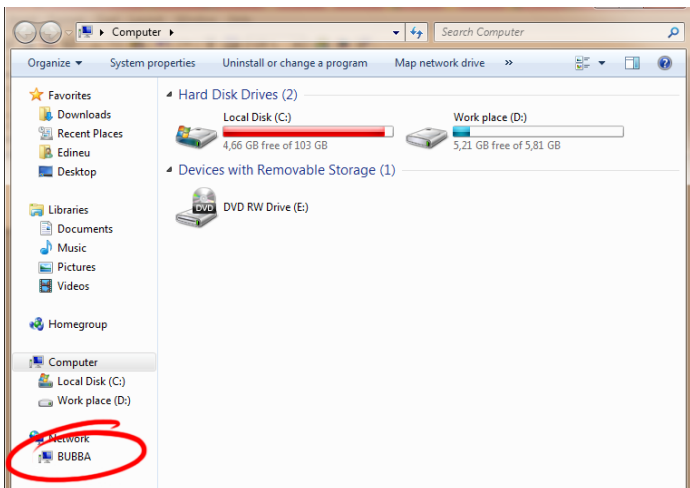 Computer
Search Computer
Organize
System properties
Uninstall or change a program
Map network drive
»
Favorites
Downloads
Recent Places
Edineu
Desktop
Libraries
Documents
Music
Pictures
Videos
Homegroup
Computer
Local Disk (C:)
Work place (D:)
Network
BUBBA
Hard Disk Drives (2)
Local Disk (C:)
4,66 GB free of 103 GB
Work place (D:)
5,21 GB free of 5,81 GB
Devices with Removable Storage (1)
DVD
DVD RW Drive (E:)